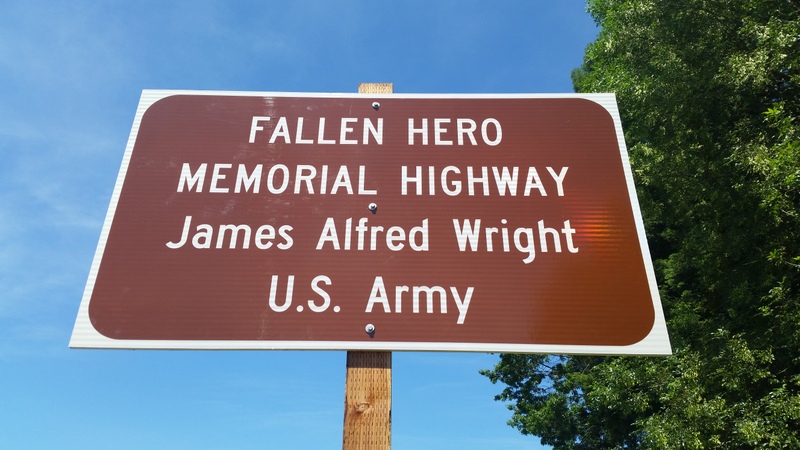 FALLEN HERO
MEMORIAL HIGHWAY
James Alfred Wright
U.S. Army